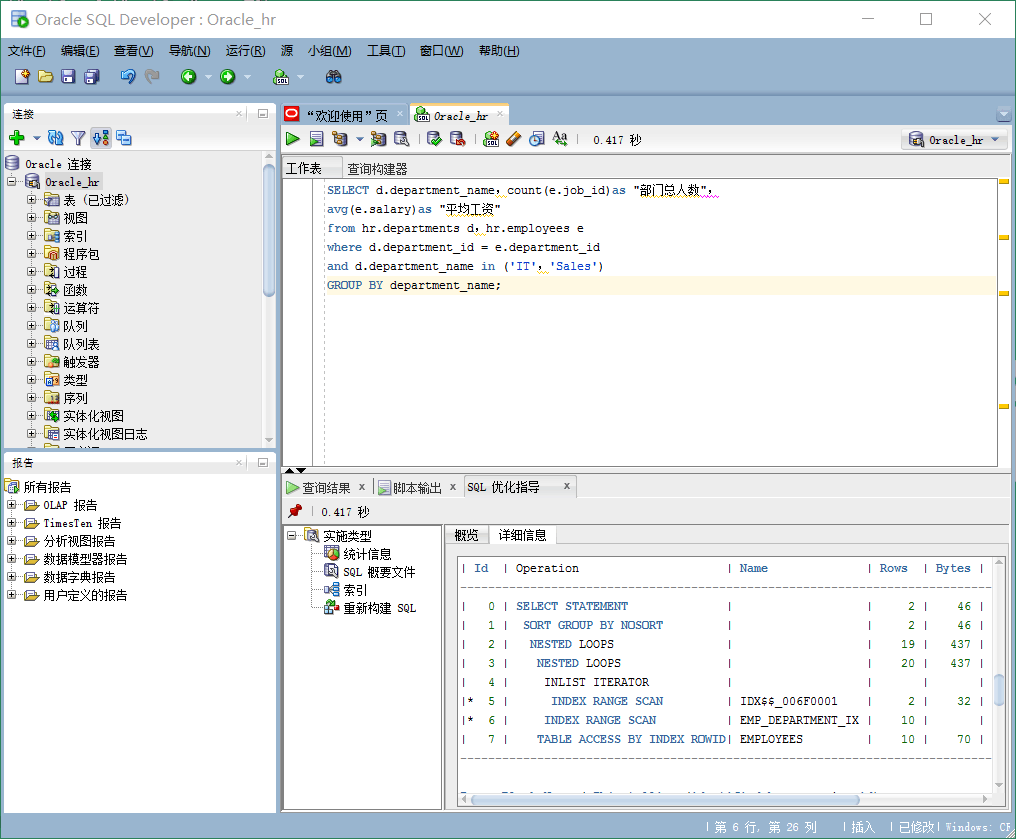 Oracle SQL Developer : Oracle_hr
文件(F) 编辑(E) 查看(V) 导航(N) 运行(R) 源 小组(M) 工具(T) 窗口(W) 帮助(H)
连接
Oracle 连接
Oracle_hr
表 (已过滤)
视图
索引
程序包
过程
函数
运算符
队列
队列表
触发器
类型
序列
实体化视图
实体化视图日志
报告
所有报告
OLAP 报告
TimesTen 报告
分析视图报告
数据模型器报告
数据字典报告
用户定义的报告
“欢迎使用”页 Oracle_hr
0.417 秒 Oracle_hr
工作表 查询构建器
SELECT d.department_name，count(e.job_id)as "部门总人数"，
avg(e.salary)as "平均工资"
from hr.departments d，hr.employees e
where d.department_id = e.department_id
and d.department_name in ('IT'，'Sales')
GROUP BY department_name;
查询结果 x 脚本输出 x SQL 优化指导 x
0.417 秒
实施类型
统计信息
SQL 概要文件
索引
重新构建 SQL
概览 详细信息
| Id | Operation | Name | Rows | Bytes |
| 0 | SELECT STATEMENT | | 2 | 46 |
| 1 | SORT GROUP BY NOSORT | | 2 | 46 |
| 2 | NESTED LOOPS | | 19 | 437 |
| 3 | NESTED LOOPS | | 20 | 437 |
| 4 | INLIST ITERATOR | | | |
|* 5 | INDEX RANGE SCAN | IDX$$_006F0001 | 2 | 32 |
|* 6 | INDEX RANGE SCAN | EMP_DEPARTMENT_IX | 10 | |
| 7 | TABLE ACCESS BY INDEX ROWID| EMPLOYEES | 10 | 70 |
第 6 行, 第 26 列 | 插入 | 已修改| Windows: CR